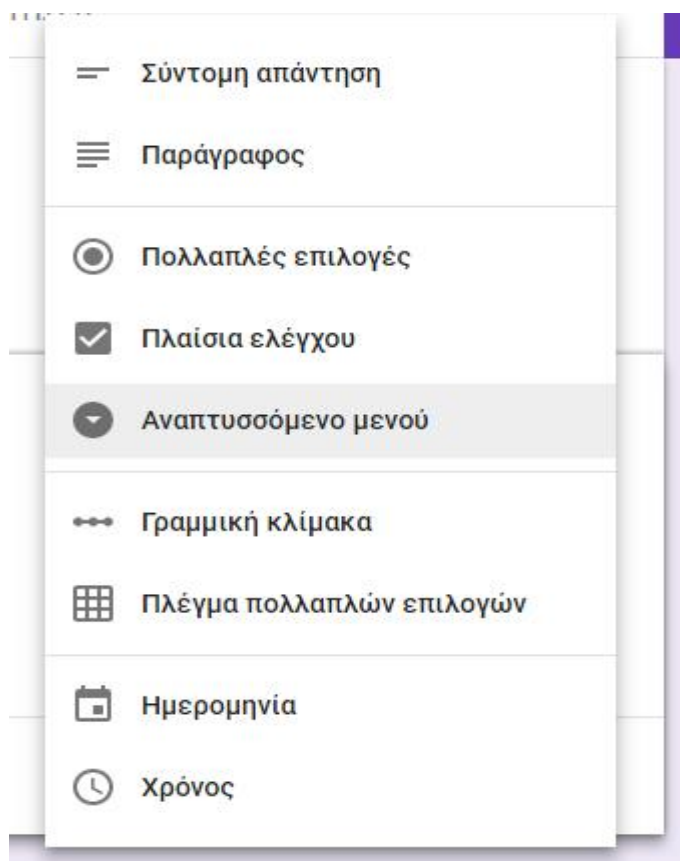 Σύντομη απάντηση
Παράγραφος
Πολλαπλές επιλογές
Πλαίσια ελέγχου
Αναπτυσσόμενο μενού
Γραμμική κλίμακα
Πλέγμα πολλαπλών επιλογών
Ημερομηνία
Χρόνος